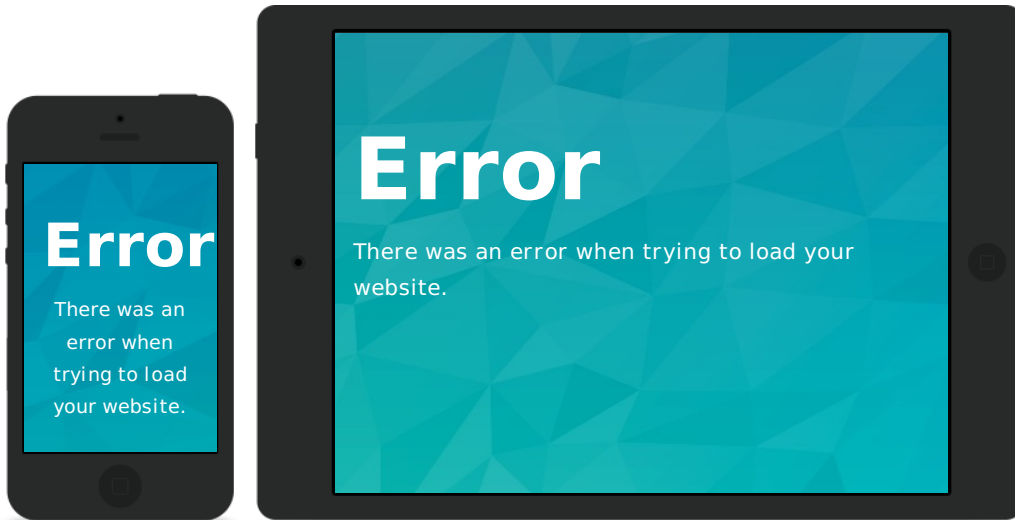 Error
There was an
error when
trying to load
your website.
Error
There was an error when trying to load your
website.